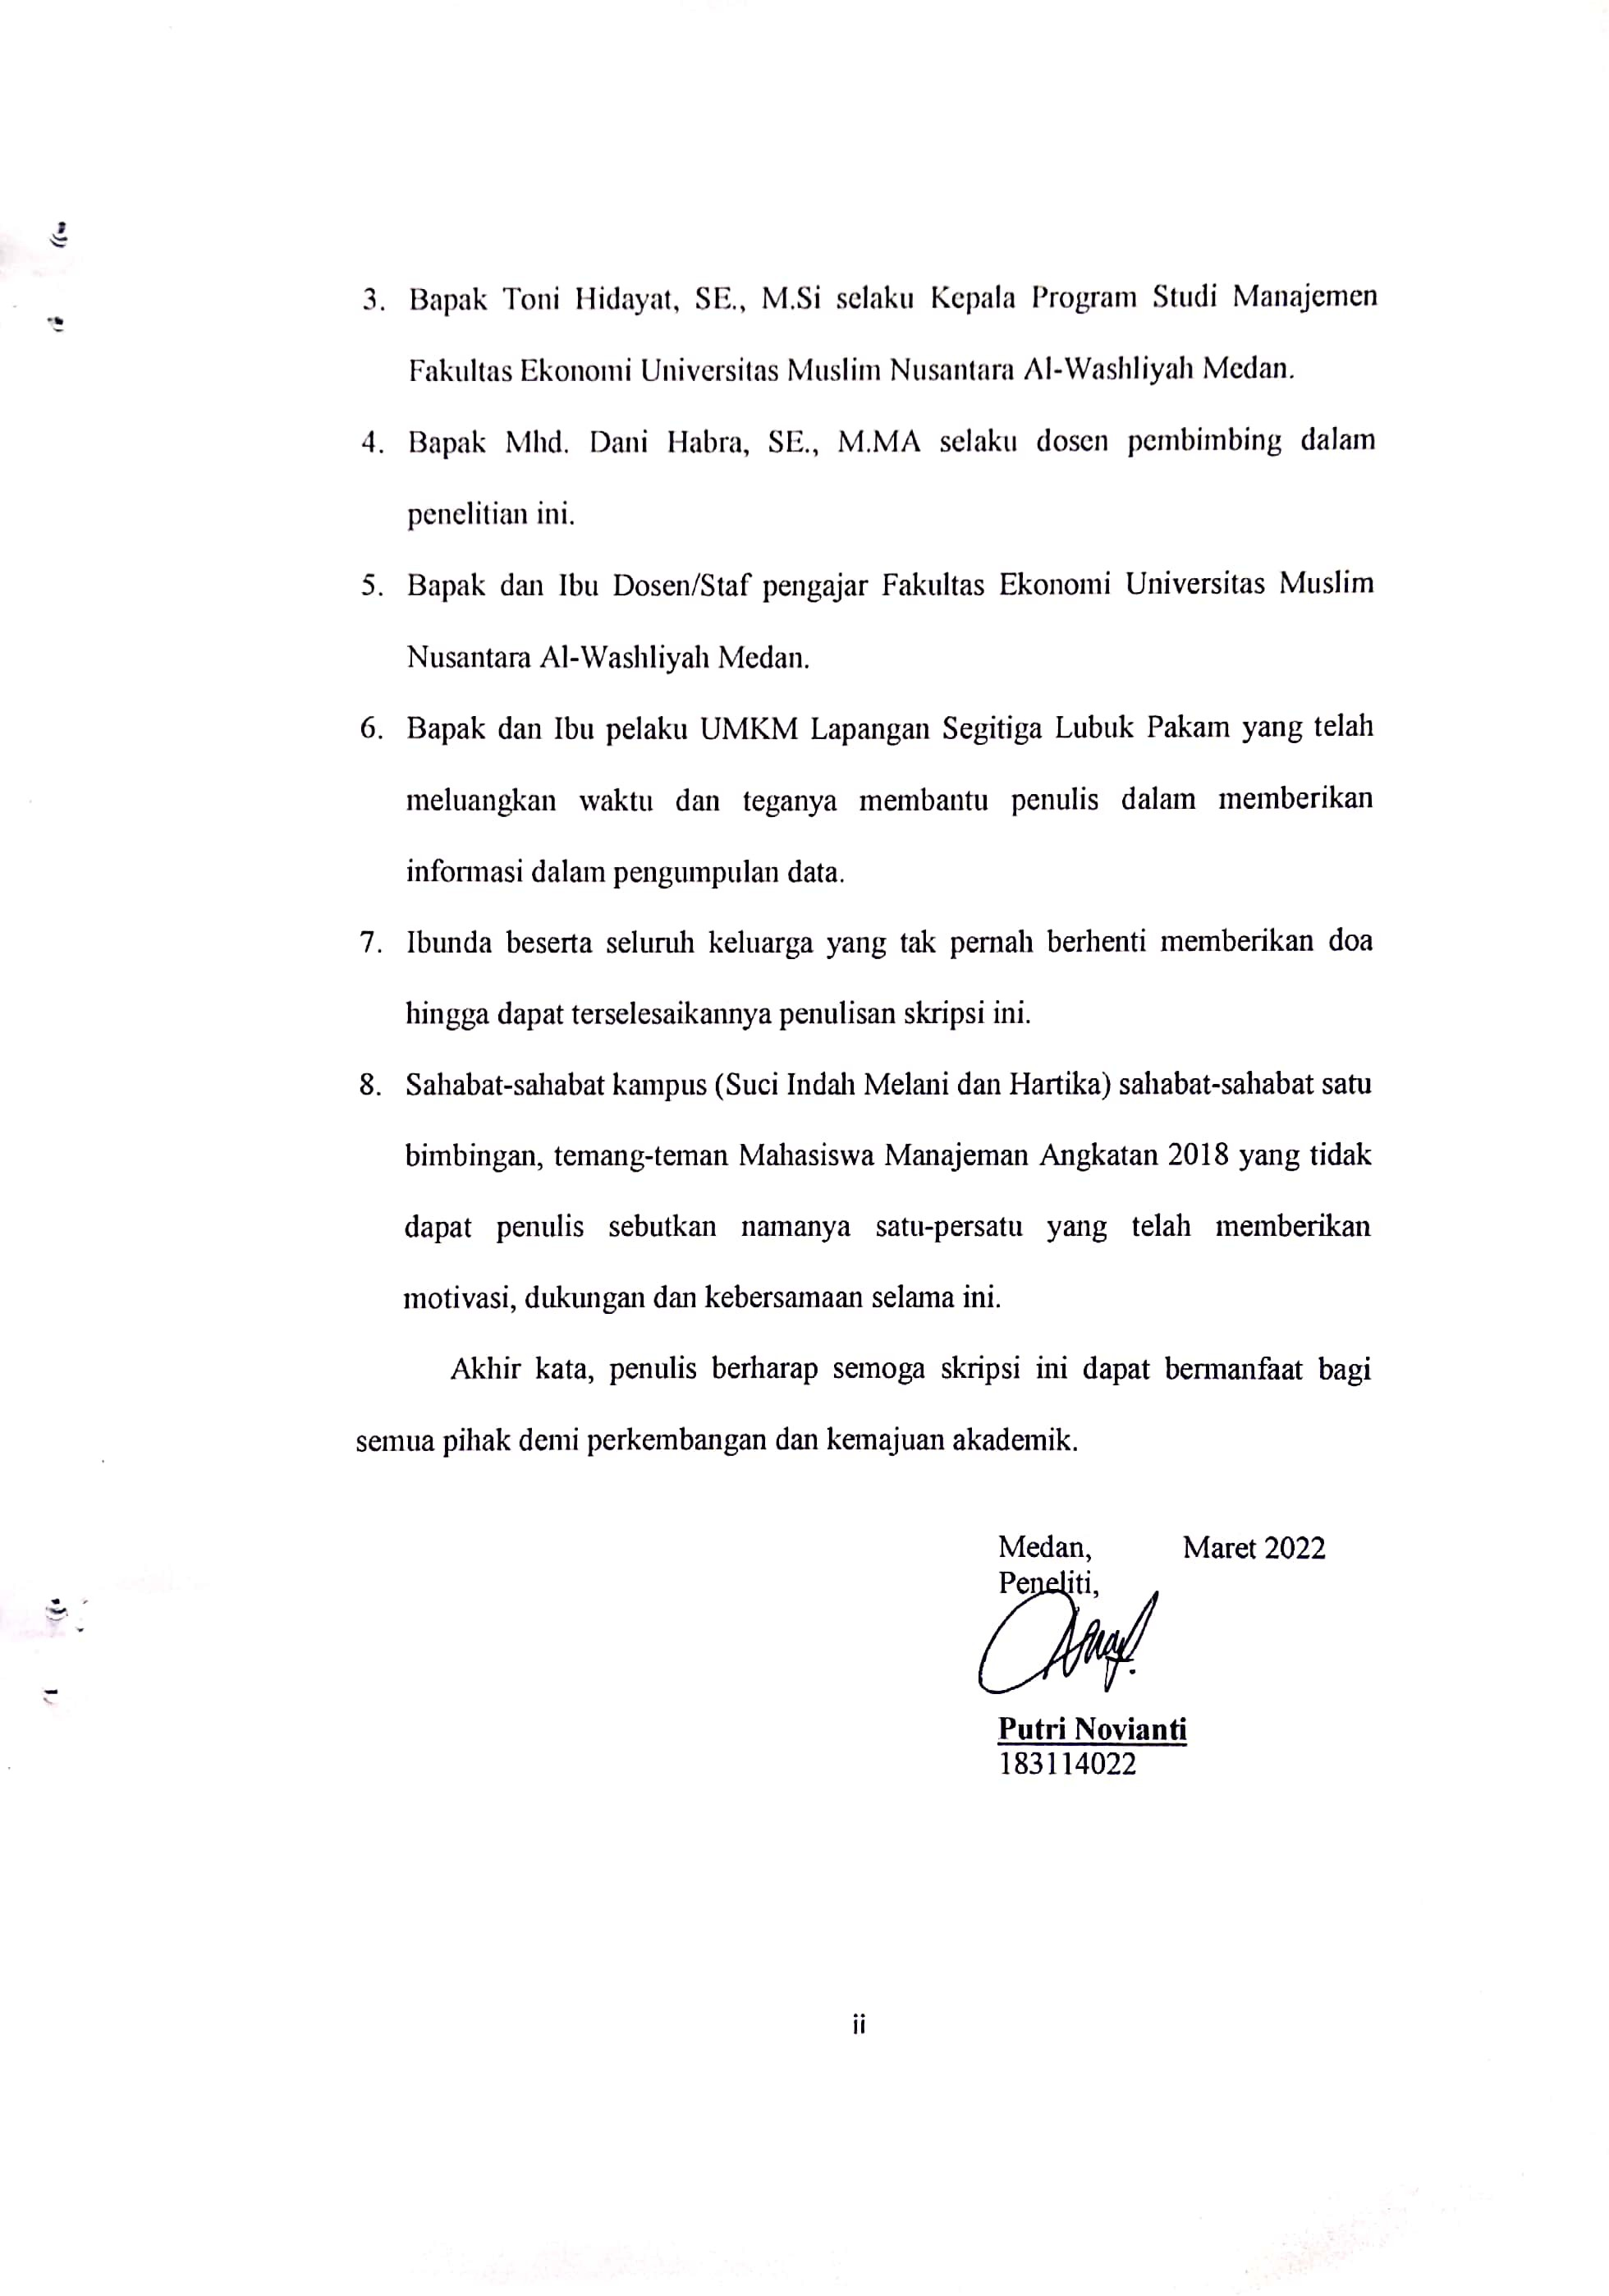 3. Bapak Toni Hidayat, SE., M.Si selaku Kepala Program Studi Manajemen
Fakultas Ekonomi Universitas Muslim Nusantara Al-Washliyah Medan.
4. Bapak Mhd. Dani Habra, SE., M.MA selaku dosen pembimbing dalam
penelitian ini.
5. Bapak dan Ibu Dosen/Staf pengajar Fakultas Ekonomi Universitas Muslim
Nusantara Al-Washliyah Medan.
6. Bapak dan Ibu pelaku UMKM Lapangan Segitiga Lubuk Pakam yang telah
meluangkan waktu dan teganya membantu penulis dalam memberikan
informasi dalam pengumpulan data.
7. Ibunda beserta seluruh keluarga yang tak pernah berhenti memberikan doa
hingga dapat terselesaikannya penulisan skripsi ini.
8. Sahabat-sahabat kampus (Suci Indah Melani dan Hartika) sahabat-sahabat satu
bimbingan, temang-teman Mahasiswa Manajeman Angkatan 2018 yang tidak
dapat penulis sebutkan namanya satu-persatu yang telah memberikan
motivasi, dukungan dan kebersamaan selama ini.
Akhir kata, penulis berharap semoga skripsi ini dapat bermanfaat bagi
semua pihak demi perkembangan dan kemajuan akademik.
Medan, Maret 2022
Peneliti,
Putri Novianti
183114022
ii